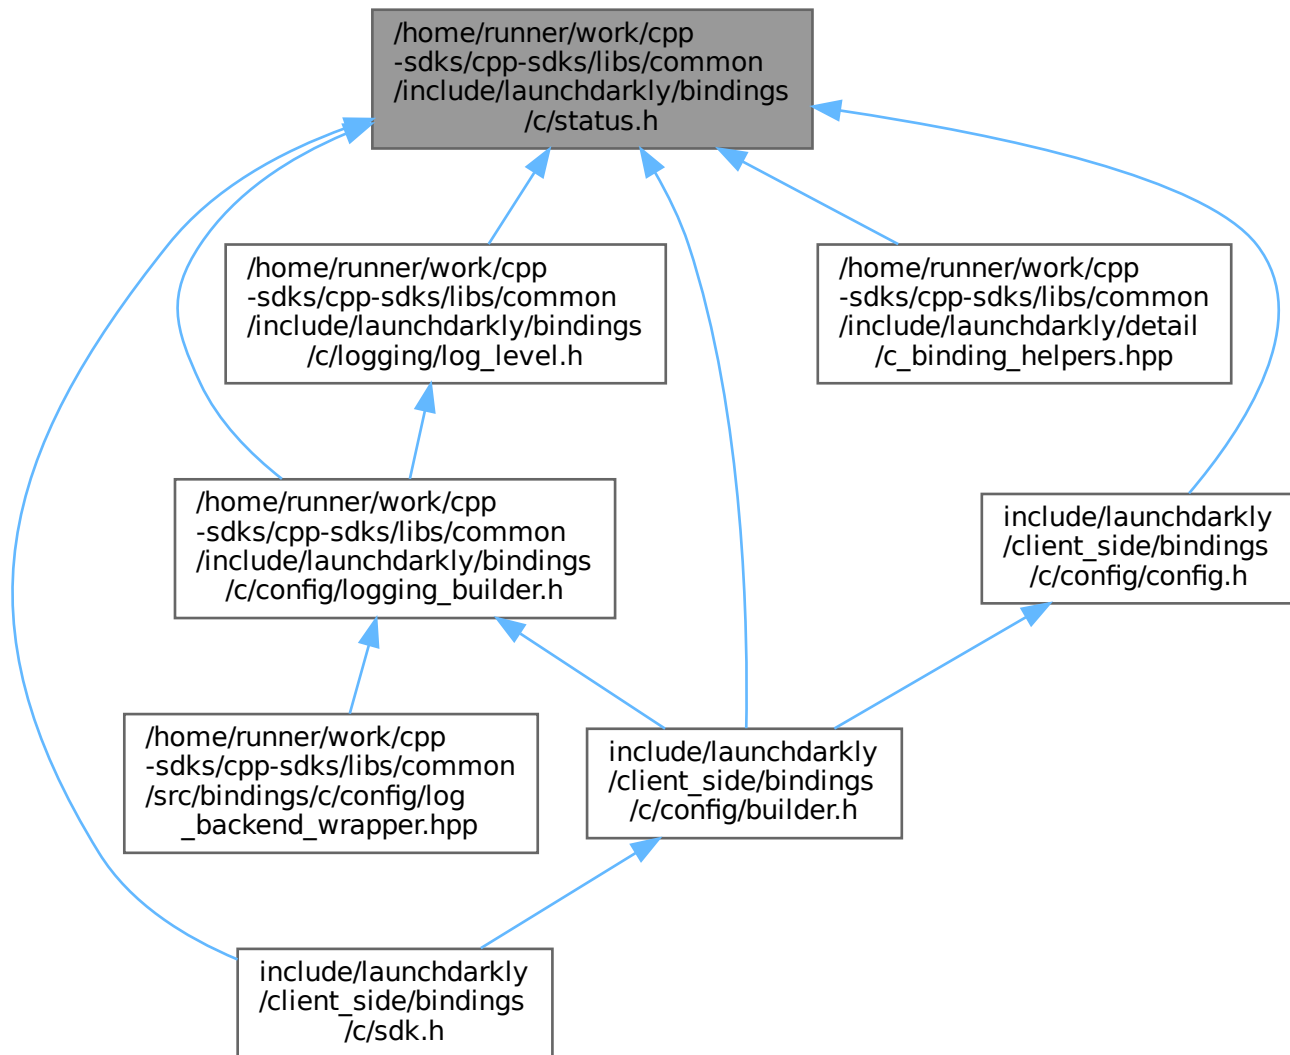 /home/runner/work/cpp
-sdks/cpp-sdks/libs/common
/include/launchdarkly/bindings
/c/status.h
/home/runner/work/cpp
-sdks/cpp-sdks/libs/common
/include/launchdarkly/bindings
/c/logging/log_level.h
/home/runner/work/cpp
-sdks/cpp-sdks/libs/common
/include/launchdarkly/detail
/c_binding_helpers.hpp
/home/runner/work/cpp
-sdks/cpp-sdks/libs/common
/include/launchdarkly/bindings
/c/config/logging_builder.h
include/launchdarkly
/client_side/bindings
/c/config/config.h
/home/runner/work/cpp
-sdks/cpp-sdks/libs/common
/src/bindings/c/config/log
_backend_wrapper.hpp
include/launchdarkly
/client_side/bindings
/c/config/builder.h
include/launchdarkly
/client_side/bindings
/c/sdk.h